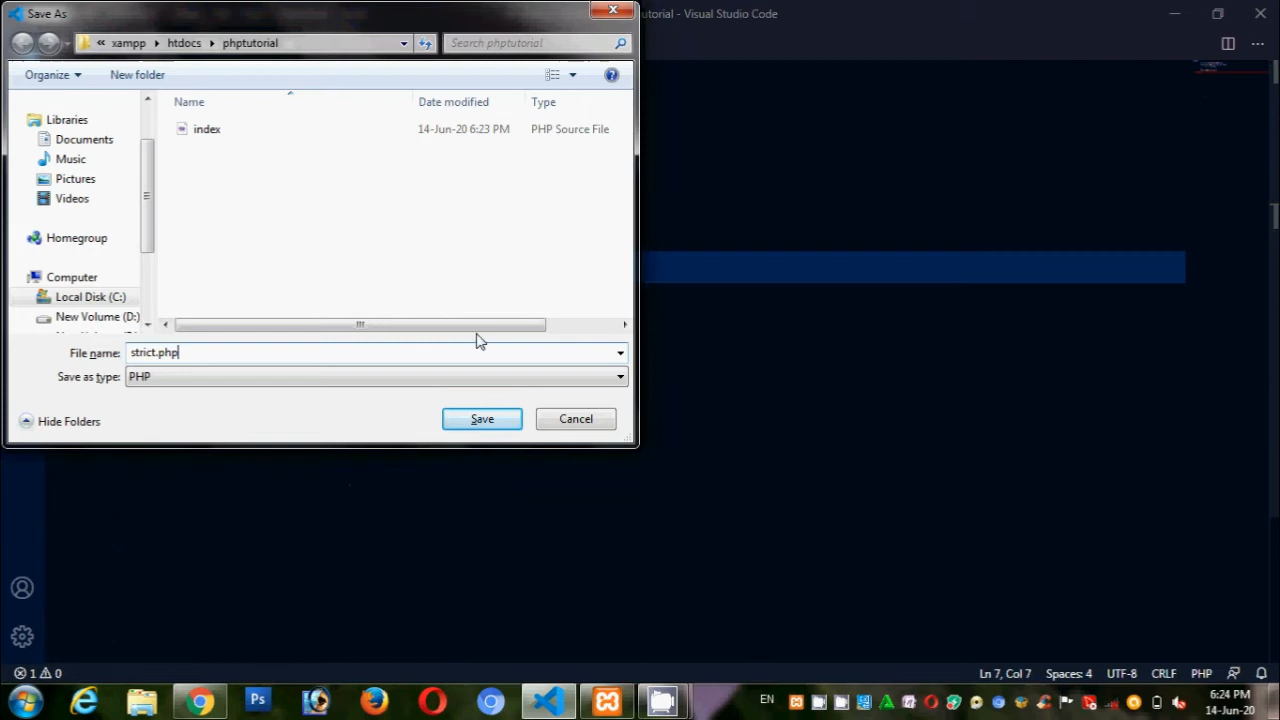 Save As
utorial - Visual Studio Code
« xampp htdocs phptutorial
Search phptutorial
Organize
New folder
Name
Date modified
Type
Libraries
index
14-Jun-20 6:23 PM
PHP Source File
Documents
Music
Pictures
Videos
Homegroup
Computer
Local Disk (C:)
New Volume (D:)
File name:
strict.php
Save as type:
PHP
Hide Folders
Save
Cancel
1 0
Ln 7, Col 7
Spaces: 4
UTF-8
CRLF
PHP
Ps
EN
6:24 PM
14-Jun-20